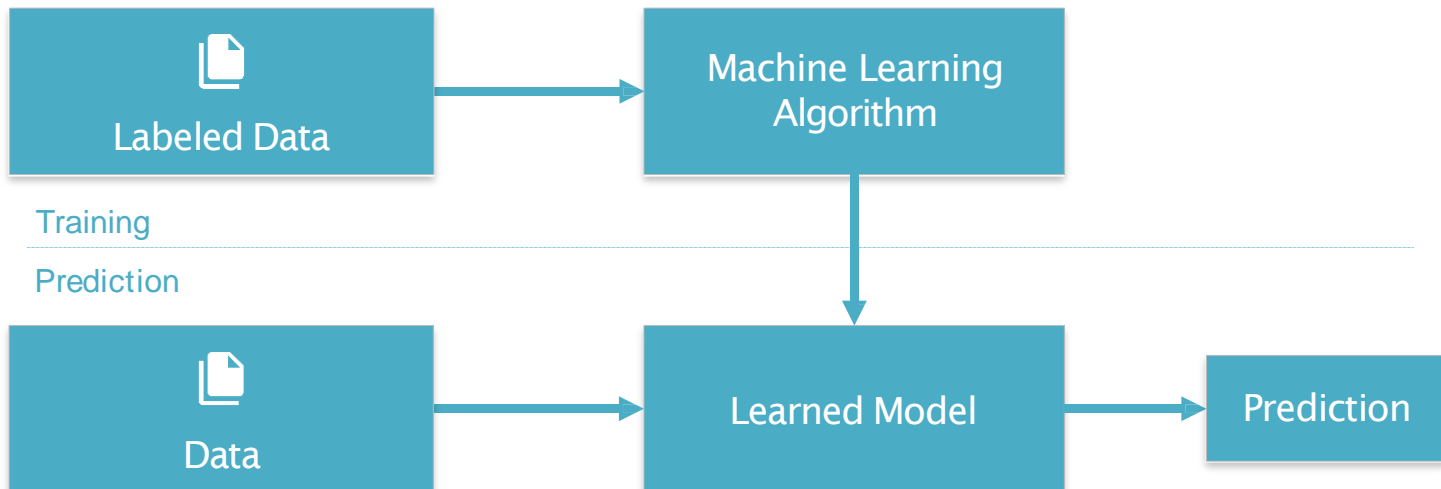 Labeled Data
Machine Learning
Algorithm
Training
Prediction
Data
Learned Model
Prediction